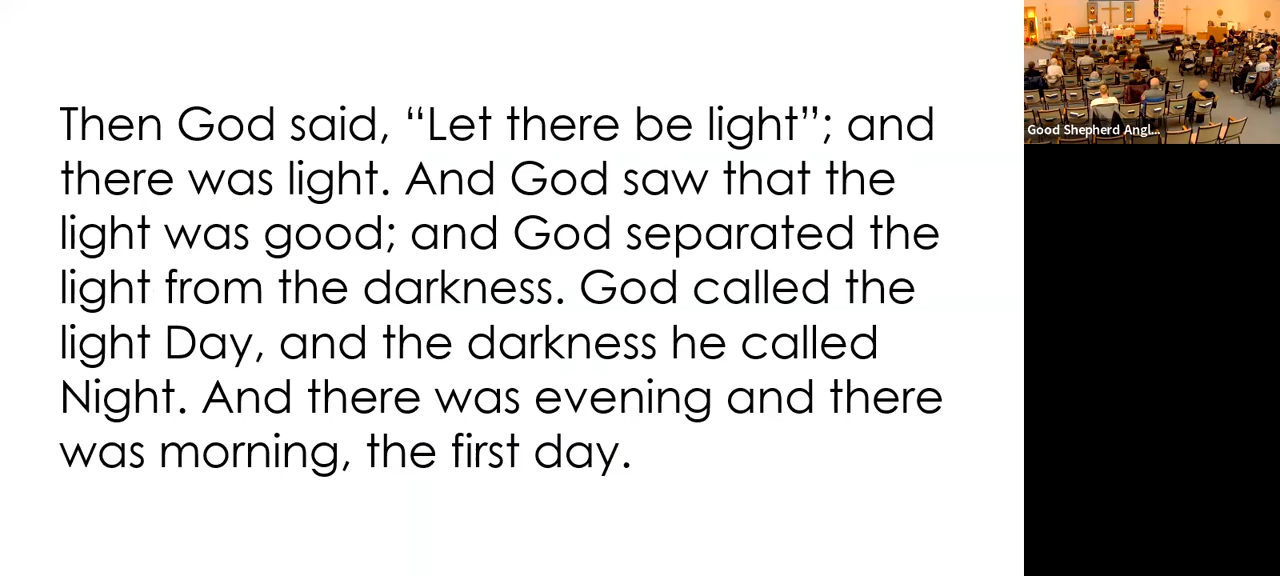 Then God said, “Let there be light”; and
there was light. And God saw that the
light was good; and God separated the
light from the darkness. God called the
light Day, and the darkness he called
Night. And there was evening and there
was morning, the first day.
Good Shepherd Angl...